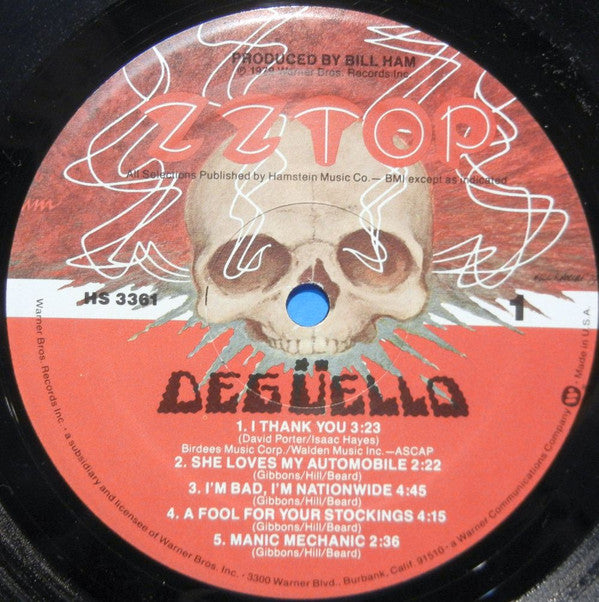 PRODUCED BY BILL HAM
© 1979 Warner Bros. Records Inc.
ZZ TOP
All Selections Published by Hamstein Music Co. — BMI except as indicated
HS 3361
1
DEGÜELLO
1. I THANK YOU 3:23
(David Porter/Isaac Hayes)
Birdees Music Corp./Walden Music Inc.—ASCAP
2. SHE LOVES MY AUTOMOBILE 2:22
(Gibbons/Hill/Beard)
3. I'M BAD, I'M NATIONWIDE 4:45
(Gibbons/Hill/Beard)
4. A FOOL FOR YOUR STOCKINGS 4:15
(Gibbons/Hill/Beard)
5. MANIC MECHANIC 2:36
(Gibbons/Hill/Beard)
Warner Bros. Records Inc. • a subsidiary and licensee of Warner Bros. Inc. • 3300 Warner Blvd., Burbank, Calif. 91510 • a Warner Communications Company • Made in U.S.A.